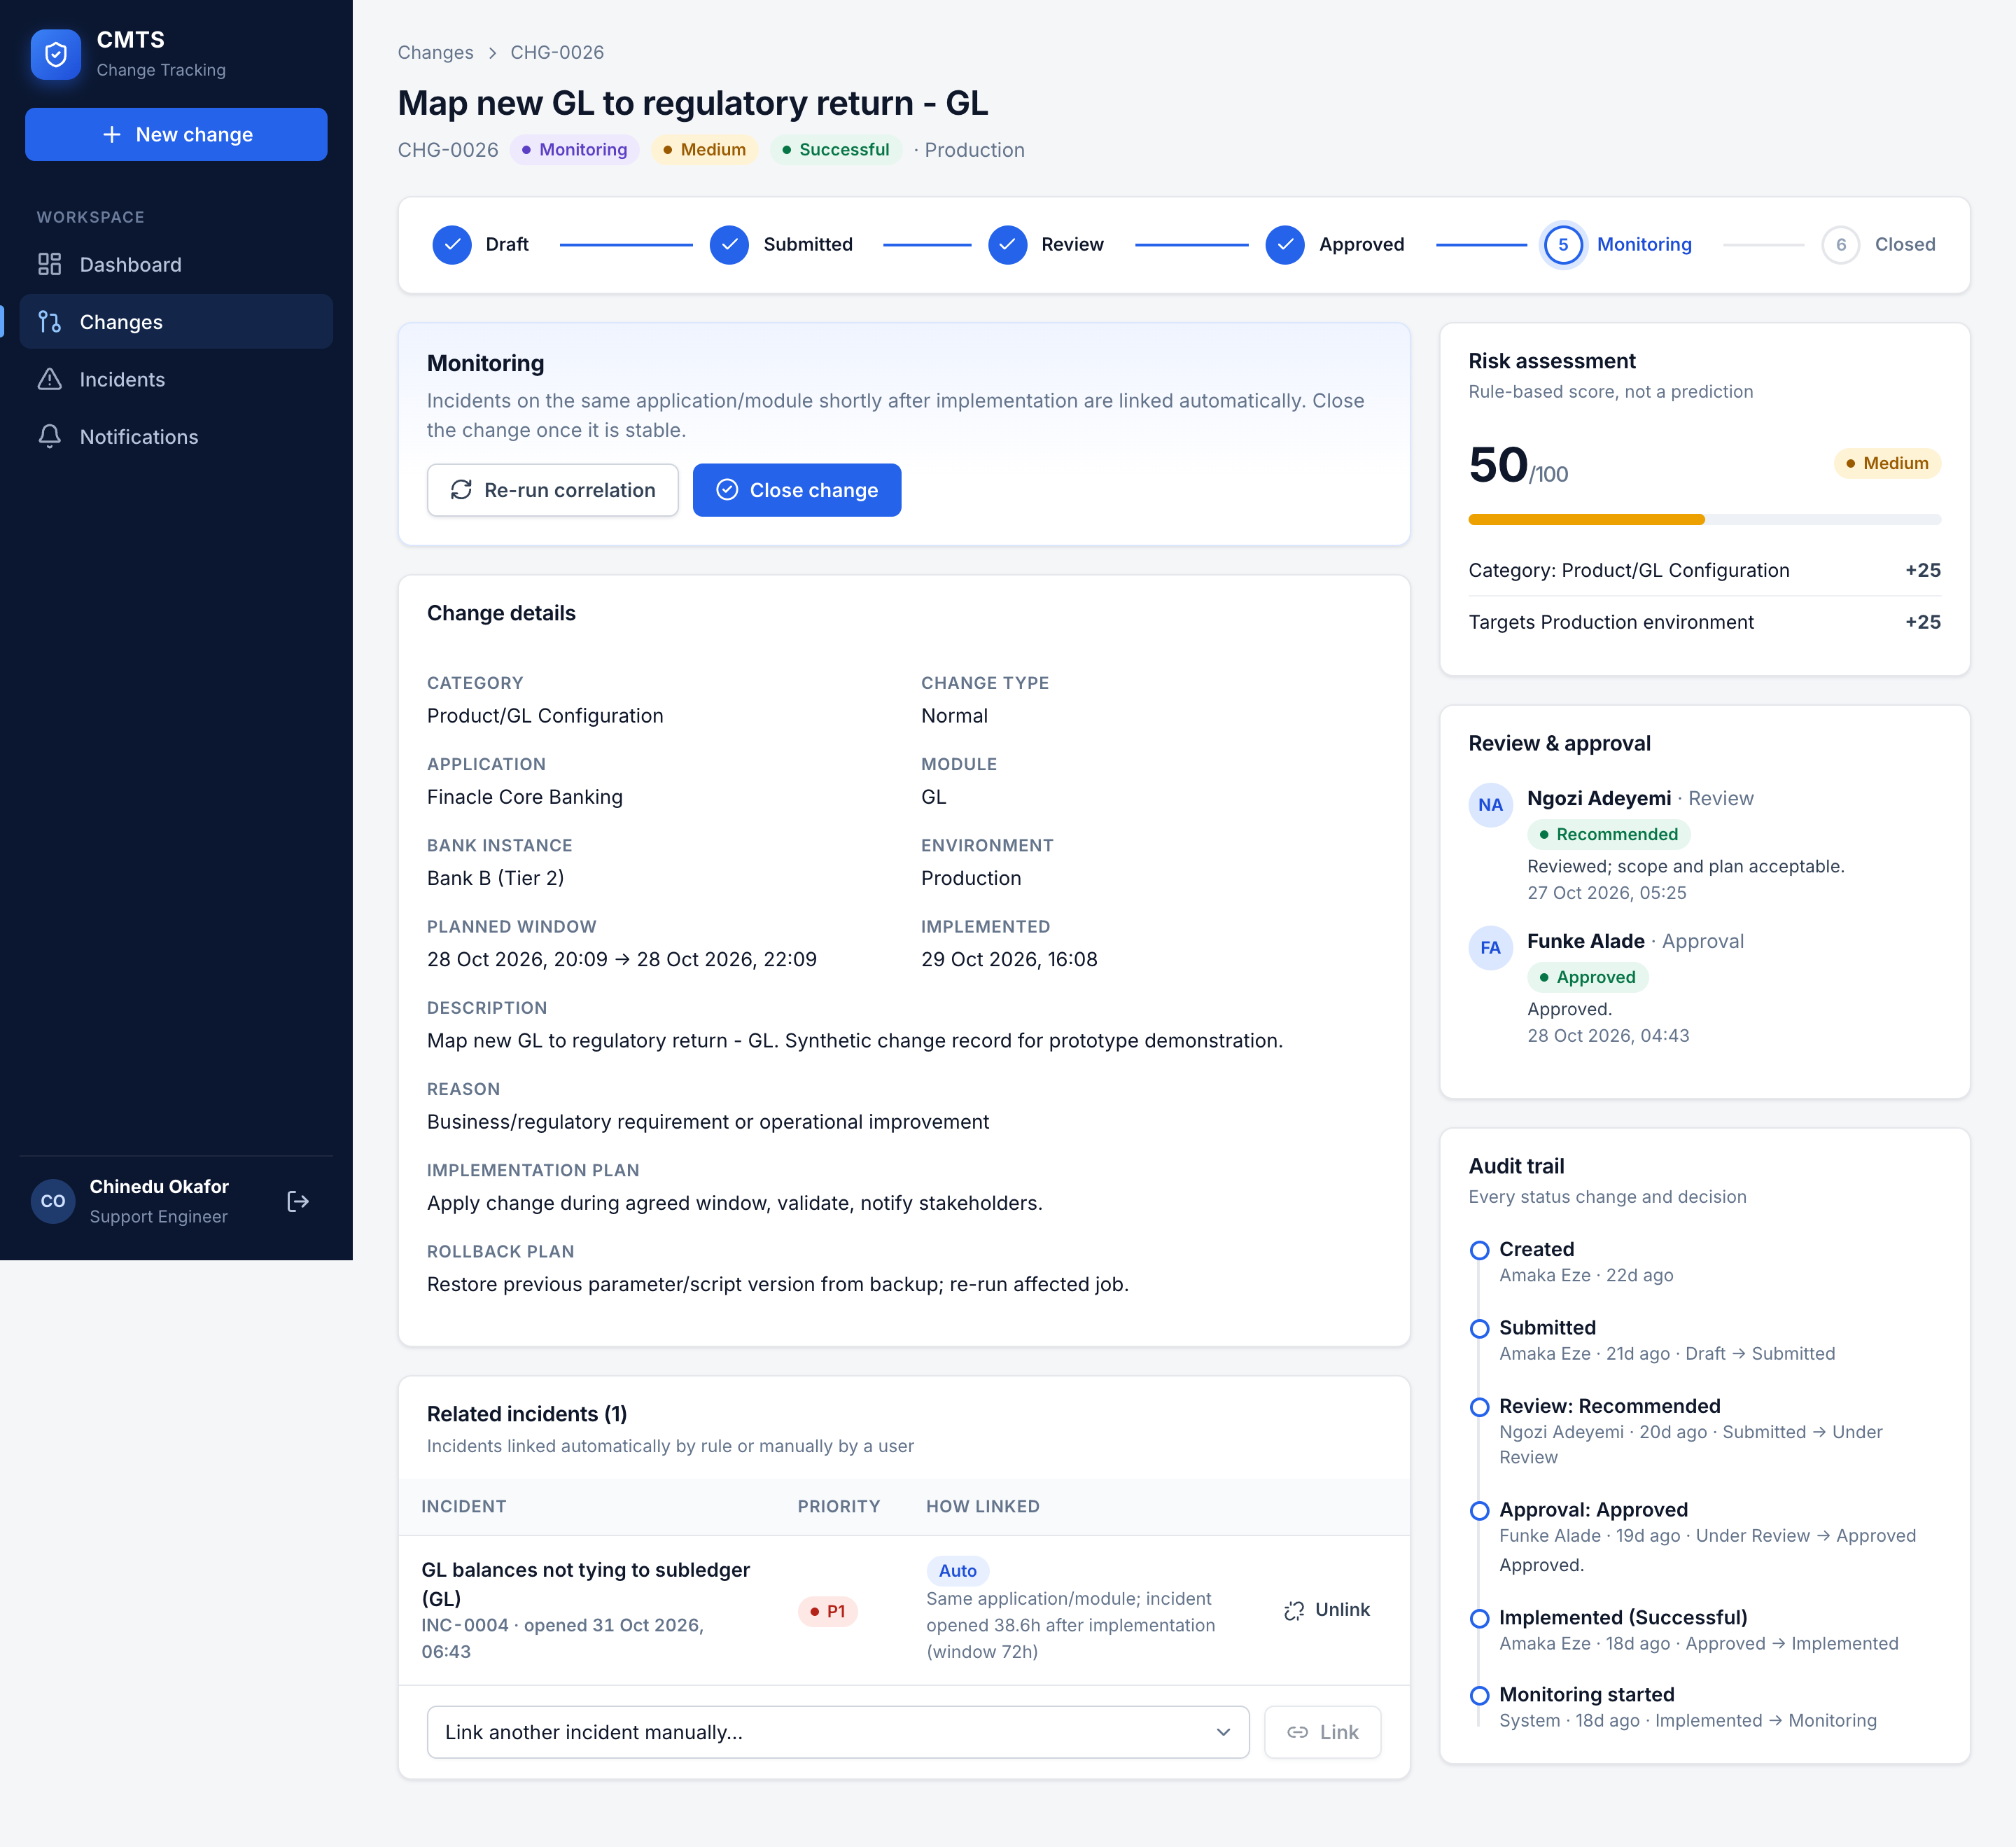 CMTS
Change Tracking
New change
WORKSPACE
Dashboard
Changes
Incidents
Notifications
CO
Chinedu Okafor
Support Engineer
Changes > CHG-0026
Map new GL to regulatory return - GL
CHG-0026 Monitoring Medium Successful · Production
Draft Submitted Review Approved 5 Monitoring 6 Closed
Monitoring
Incidents on the same application/module shortly after implementation are linked automatically. Close
the change once it is stable.
Re-run correlation Close change
Change details
CATEGORY CHANGE TYPE
Product/GL Configuration Normal
APPLICATION MODULE
Finacle Core Banking GL
BANK INSTANCE ENVIRONMENT
Bank B (Tier 2) Production
PLANNED WINDOW IMPLEMENTED
28 Oct 2026, 20:09 → 28 Oct 2026, 22:09 29 Oct 2026, 16:08
DESCRIPTION
Map new GL to regulatory return - GL. Synthetic change record for prototype demonstration.
REASON
Business/regulatory requirement or operational improvement
IMPLEMENTATION PLAN
Apply change during agreed window, validate, notify stakeholders.
ROLLBACK PLAN
Restore previous parameter/script version from backup; re-run affected job.
Related incidents (1)
Incidents linked automatically by rule or manually by a user
INCIDENT PRIORITY HOW LINKED
GL balances not tying to subledger
(GL)
INC-0004 · opened 31 Oct 2026,
06:43
P1
Auto
Same application/module; incident
opened 38.6h after implementation
(window 72h)
Unlink
Link another incident manually...
Link
Risk assessment
Rule-based score, not a prediction
50/100 Medium
Category: Product/GL Configuration +25
Targets Production environment +25
Review & approval
NA
Ngozi Adeyemi · Review
Recommended
Reviewed; scope and plan acceptable.
27 Oct 2026, 05:25
FA
Funke Alade · Approval
Approved
Approved.
28 Oct 2026, 04:43
Audit trail
Every status change and decision
Created
Amaka Eze · 22d ago
Submitted
Amaka Eze · 21d ago · Draft → Submitted
Review: Recommended
Ngozi Adeyemi · 20d ago · Submitted → Under
Review
Approval: Approved
Funke Alade · 19d ago · Under Review → Approved
Approved.
Implemented (Successful)
Amaka Eze · 18d ago · Approved → Implemented
Monitoring started
System · 18d ago · Implemented → Monitoring